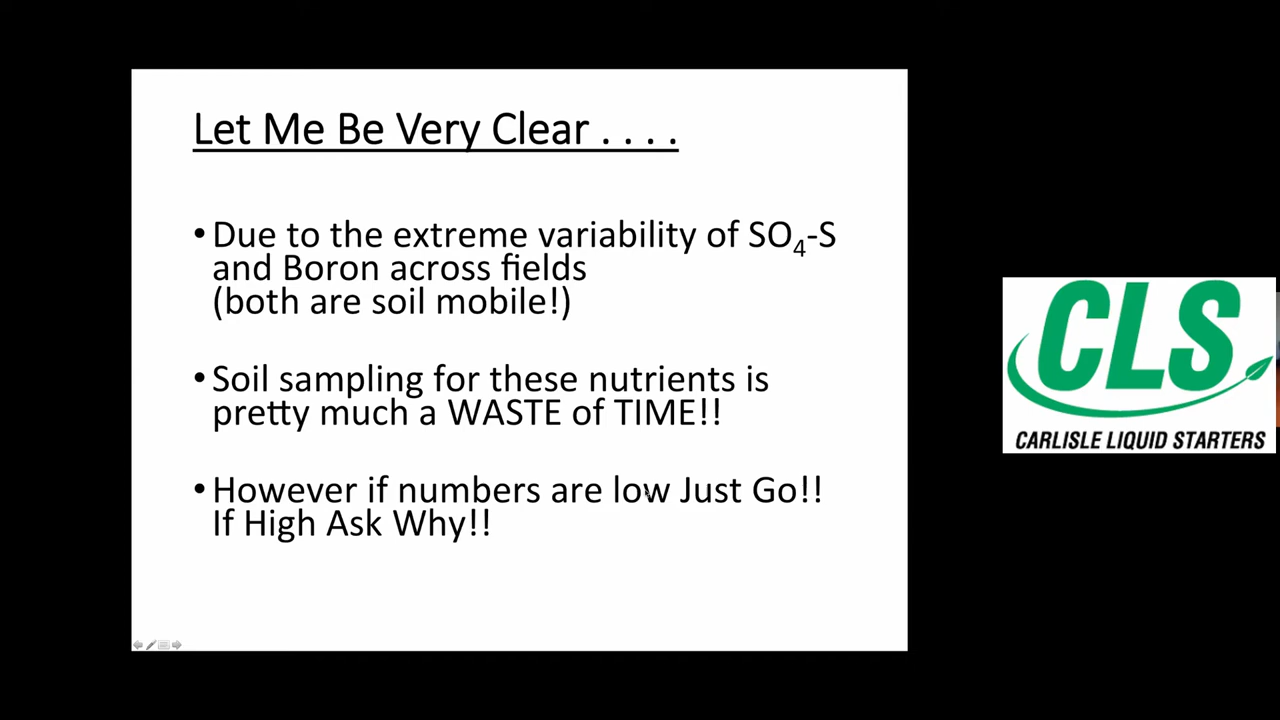 Let Me Be Very Clear . . . .
• Due to the extreme variability of SO₄-S
and Boron across fields
(both are soil mobile!)
• Soil sampling for these nutrients is
pretty much a WASTE of TIME!!
• However if numbers are low Just Go!!
If High Ask Why!!
CLS
CARLISLE LIQUID STARTERS